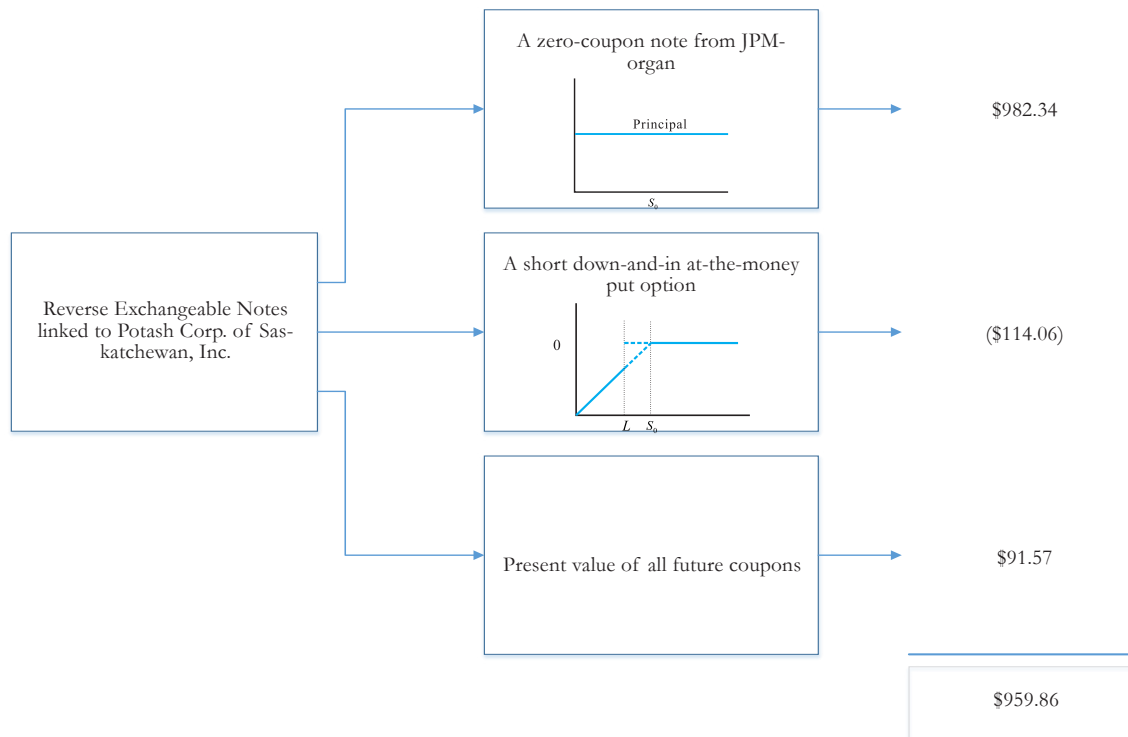 A zero-coupon note from JPM-
organ
Principal
S₀
$982.34
Reverse Exchangeable Notes
linked to Potash Corp. of Sas-
katchewan, Inc.
A short down-and-in at-the-money
put option
0
L S₀
($114.06)
Present value of all future coupons
$91.57
$959.86